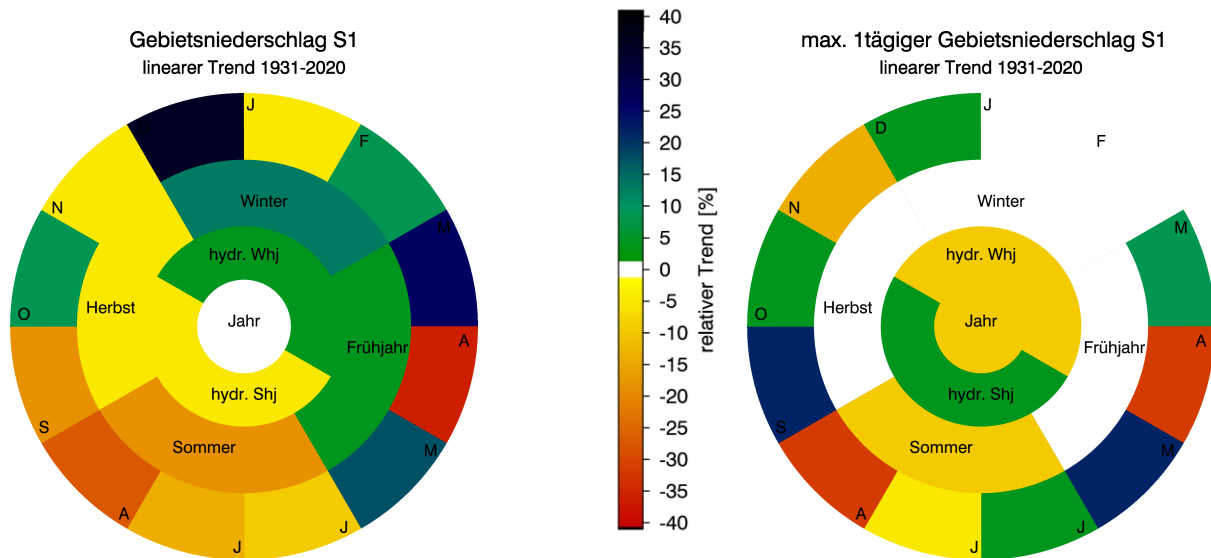 Gebietsniederschlag S1
linearer Trend 1931-2020
D
J
F
M
A
M
J
J
A
S
O
N
Winter
hydr. Whj
Herbst
Jahr
Frühjahr
hydr. Shj
Sommer
40
35
30
25
20
15
10
5
0
-5
-10
-15
-20
-25
-30
-35
-40
relativer Trend [%]
max. 1tägiger Gebietsniederschlag S1
linearer Trend 1931-2020
D
J
F
M
A
M
J
J
A
S
O
N
Winter
hydr. Whj
Herbst
Jahr
Frühjahr
hydr. Shj
Sommer